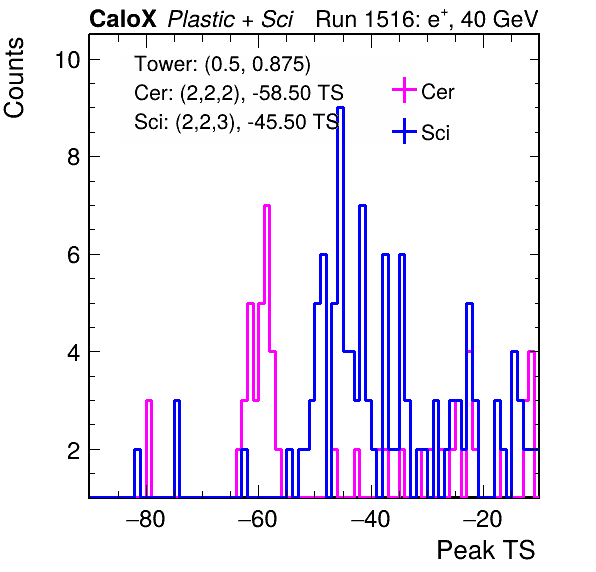 CaloX Plastic + Sci Run 1516: e+, 40 GeV
Counts
Tower: (0.5, 0.875)
Cer: (2,2,2), -58.50 TS
Sci: (2,2,3), -45.50 TS
Cer
Sci
10
8
6
4
2
−80 −60 −40 −20
Peak TS